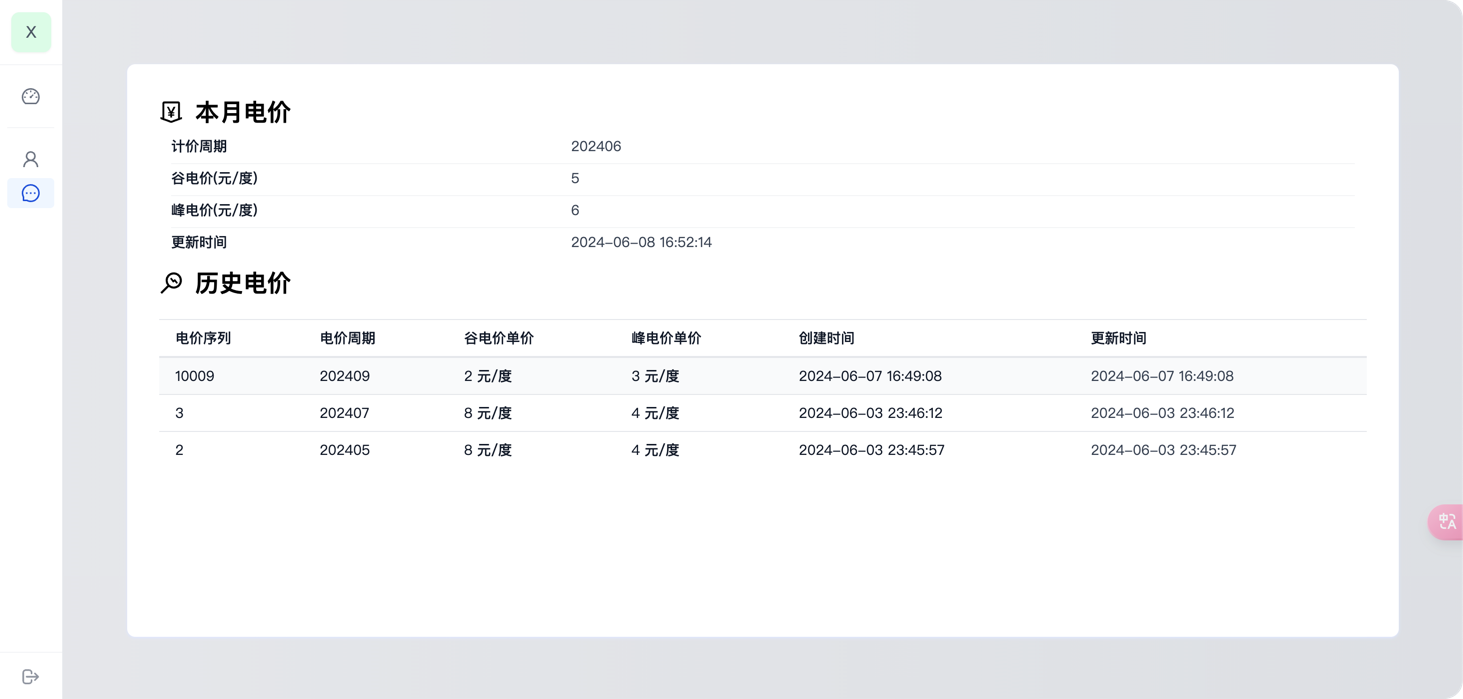 X
本月电价
计价周期 202406
谷电价(元/度) 5
峰电价(元/度) 6
更新时间 2024-06-08 16:52:14
历史电价
电价序列 电价周期 谷电价单价 峰电价单价 创建时间 更新时间
10009 202409 2 元/度 3 元/度 2024-06-07 16:49:08 2024-06-07 16:49:08
3 202407 8 元/度 4 元/度 2024-06-03 23:46:12 2024-06-03 23:46:12
2 202405 8 元/度 4 元/度 2024-06-03 23:45:57 2024-06-03 23:45:57
中A